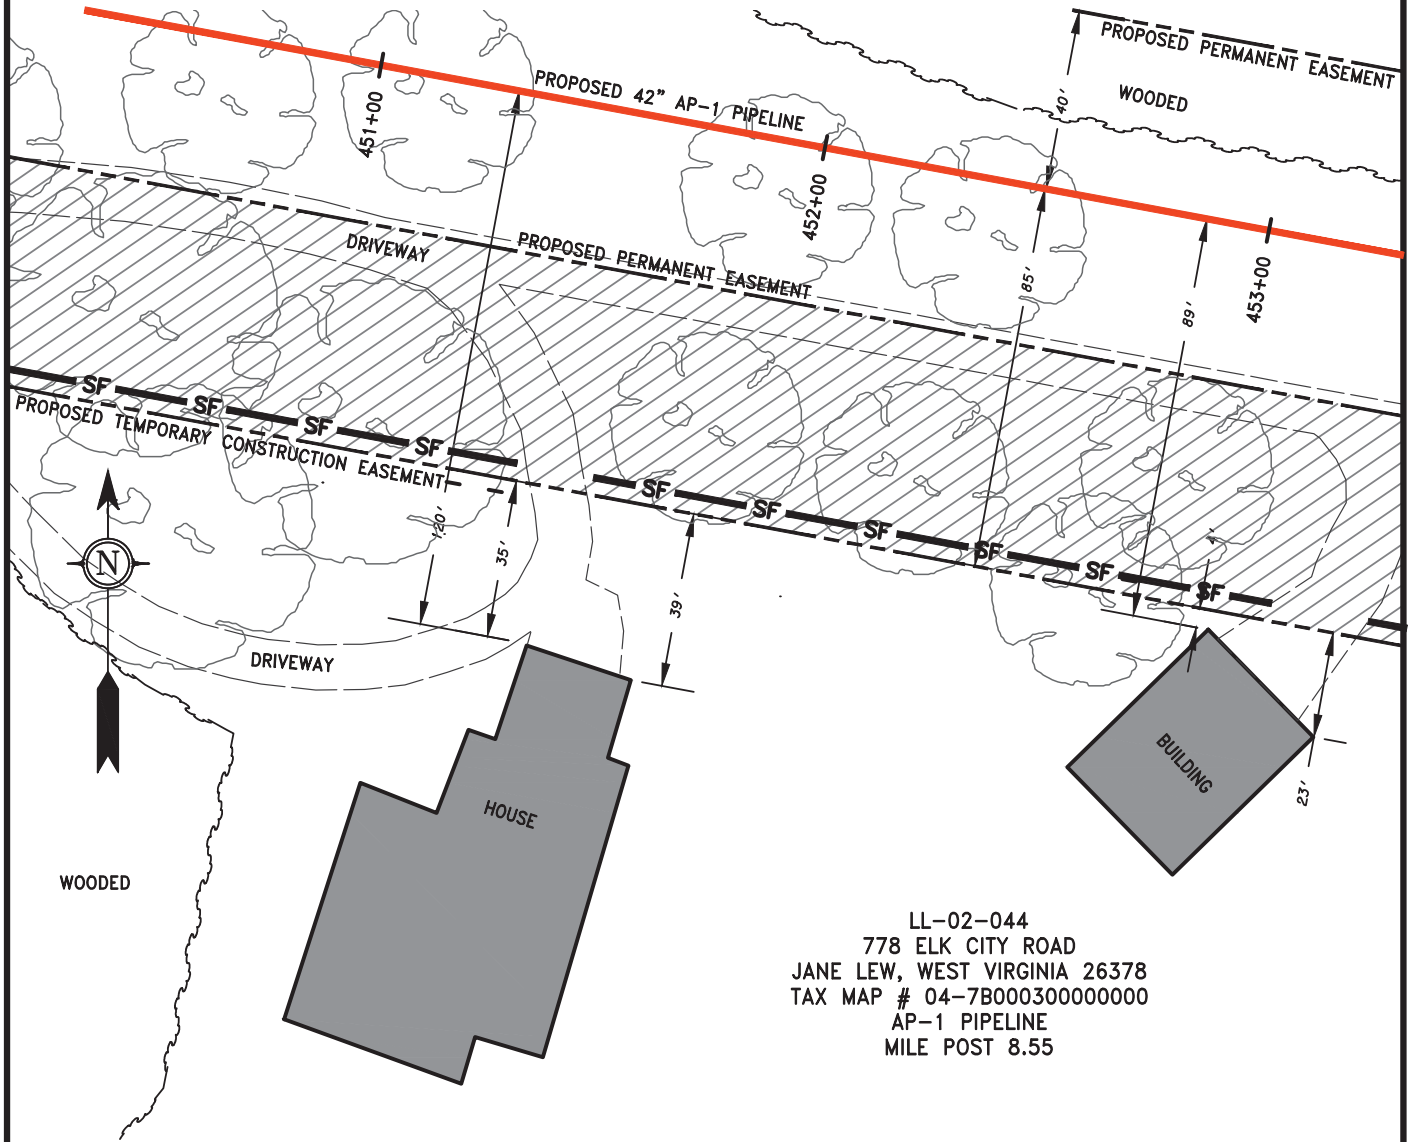 PROPOSED PERMANENT EASEMENT
WOODED
40'
PROPOSED 42” AP-1 PIPELINE
451+00
452+00
453+00
DRIVEWAY
PROPOSED PERMANENT EASEMENT
85'
89'
SF
SF
SF
SF
PROPOSED TEMPORARY CONSTRUCTION EASEMENT
SF
SF
SF
SF
SF
SF
120'
35'
39'
4'
N
DRIVEWAY
HOUSE
BUILDING
23'
WOODED
LL-02-044
778 ELK CITY ROAD
JANE LEW, WEST VIRGINIA 26378
TAX MAP # 04-7B000300000000
AP-1 PIPELINE
MILE POST 8.55